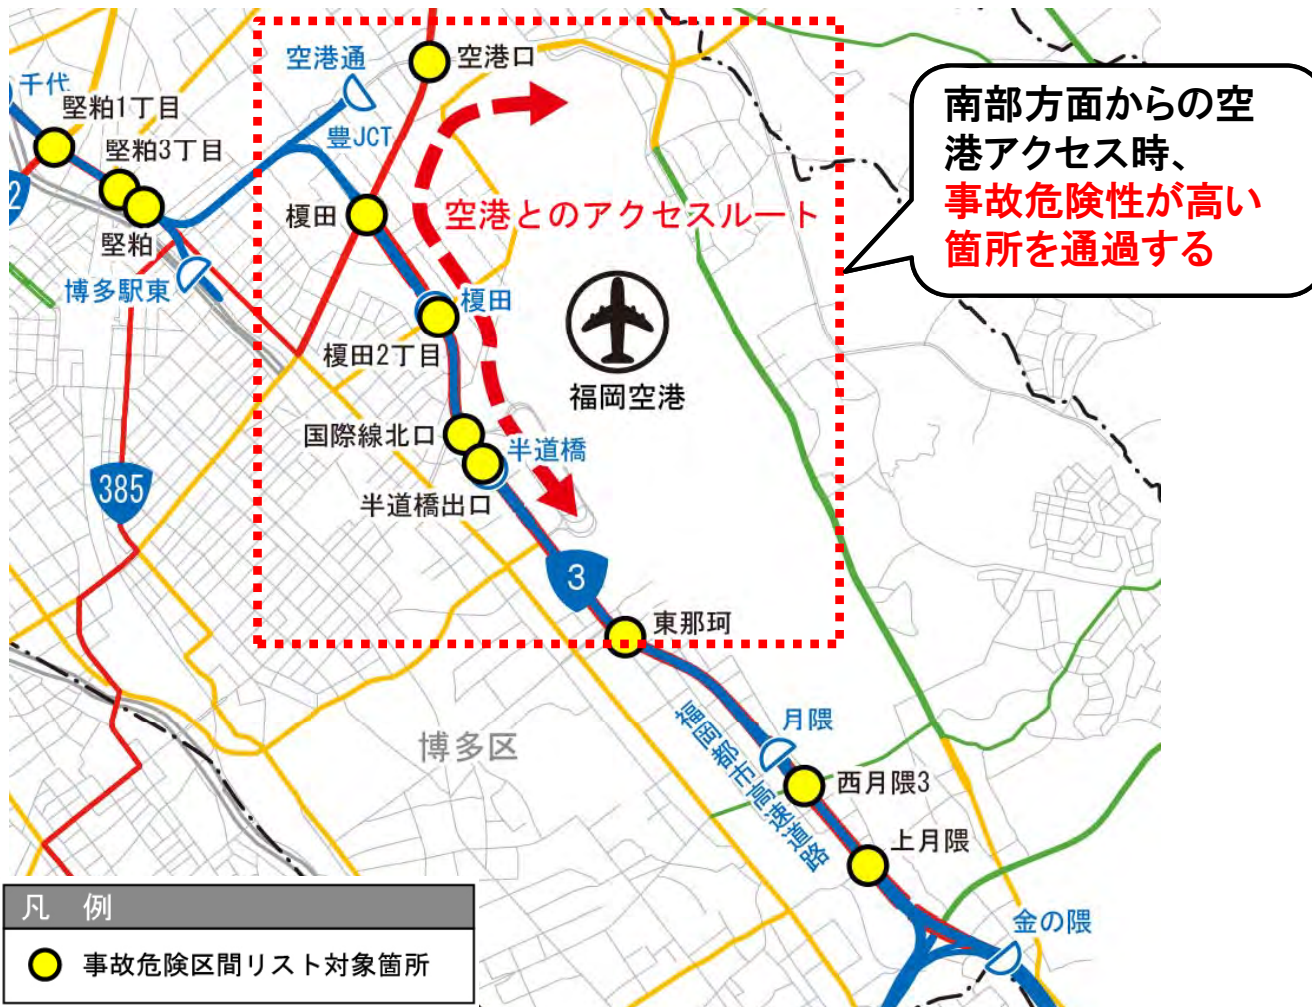 空港通
空港口
千代
堅粕1丁目
豊JCT
堅粕3丁目
2
榎田
空港とのアクセスルート
堅粕
博多駅東
榎田
榎田2丁目
福岡空港
国際線北口
半道橋
385
半道橋出口
3
東那珂
博多区
月隈
福岡都市高速道路
西月隈3
上月隈
金の隈
南部方面からの空
港アクセス時、
事故危険性が高い
箇所を通過する
凡 例
事故危険区間リスト対象箇所